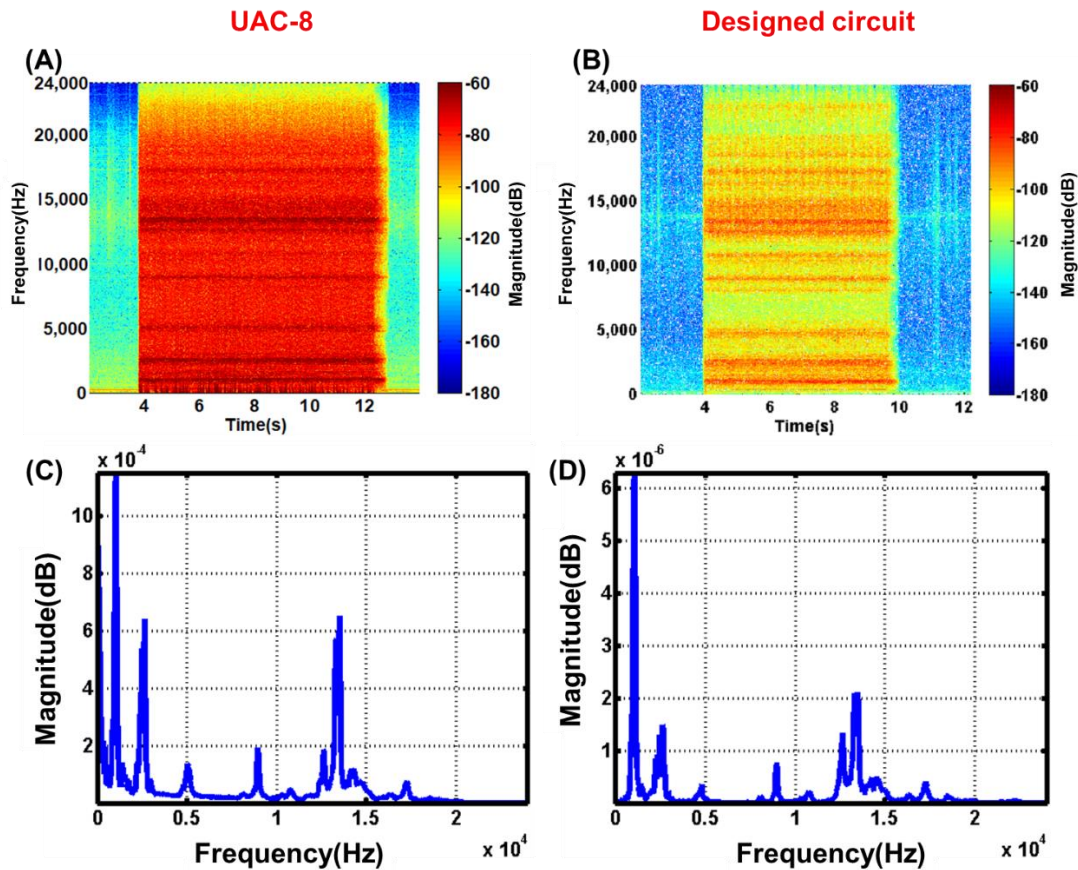 UAC-8
Designed circuit
(A)
24,000
20,000
15,000
10,000
5,000
0
Frequency(Hz)
4 6 8 10 12
Time(s)
-60
-80
-100
-120
-140
-160
-180
Magnitude(dB)
(B)
24,000
20,000
15,000
10,000
5,000
0
Frequency(Hz)
4 6 8 10 12
Time(s)
-60
-80
-100
-120
-140
-160
-180
Magnitude(dB)
(C)
x 10-4
10
8
6
4
2
Magnitude(dB)
0 0.5 1 1.5 2
x 10⁴
Frequency(Hz)
(D)
x 10-6
6
5
4
3
2
1
Magnitude(dB)
0 0.5 1 1.5 2
x 10⁴
Frequency(Hz)